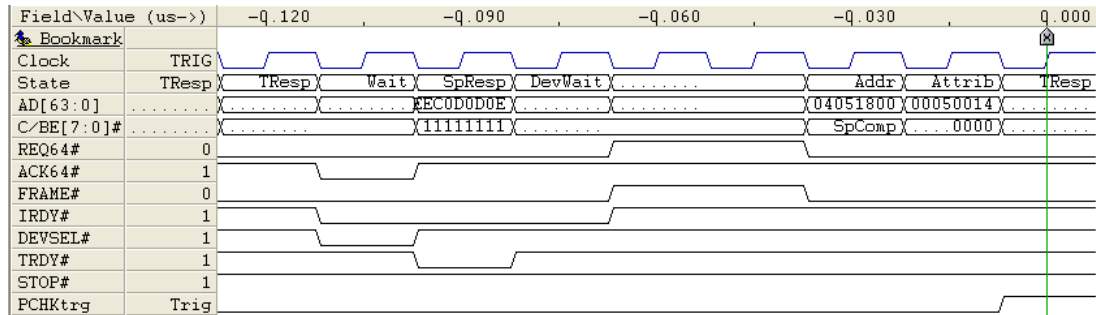 Field\Value (us->) -0.120 -0.090 -0.060 -0.030 0.000
Bookmark
Clock TRIG
State TResp TResp Wait SpResp DevWait ........ Addr Attrib TResp
AD[63:0] ........ ........ ........ EEC0D0D0E ........ 04051800 00050014 ........
C/BE[7:0]# ........ ........ 11111111 ........ SpComp ....0000 ........
REQ64# 0
ACK64# 1
FRAME# 0
IRDY# 1
DEVSEL# 1
TRDY# 1
STOP# 1
PCHKtrg Trig